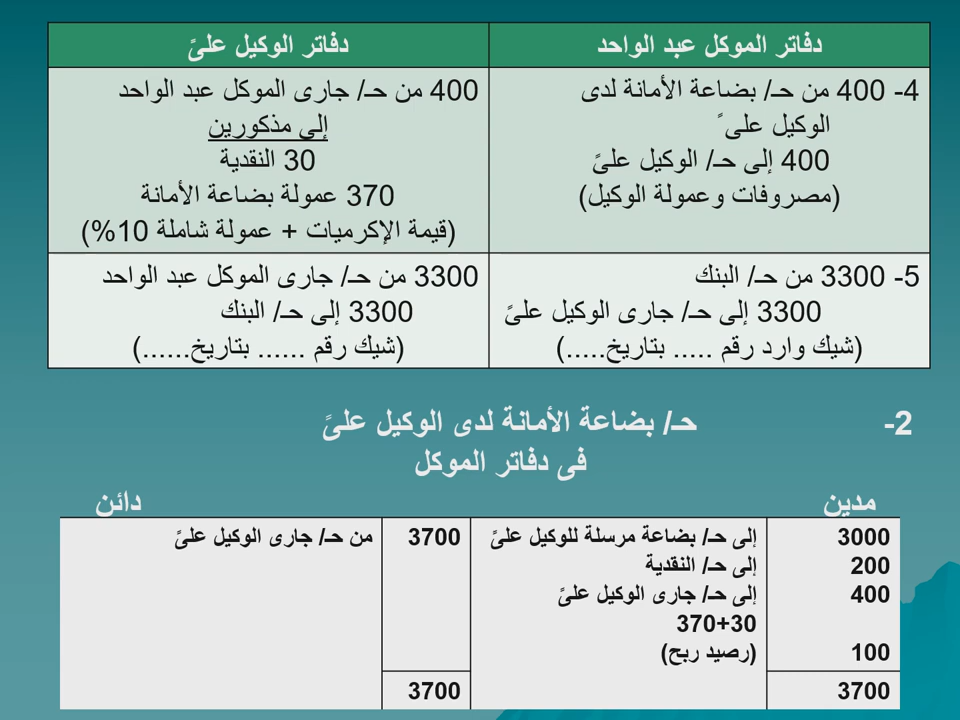 دفاتر الموكل عبد الواحد
دفاتر الوكيل علىً
4- 400 من حـ/ بضاعة الأمانة لدى
الوكيل على ً
400 إلى حـ/ الوكيل علىً
(مصروفات وعمولة الوكيل)
400 من حـ/ جارى الموكل عبد الواحد
إلى مذكورين
30 النقدية
370 عمولة بضاعة الأمانة
(قيمة الإكرميات + عمولة شاملة 10%)
5- 3300 من حـ/ البنك
3300 إلى حـ/ جارى الوكيل علىً
(شيك وارد رقم ..... بتاريخ.....)
3300 من حـ/ جارى الموكل عبد الواحد
3300 إلى حـ/ البنك
(شيك رقم ...... بتاريخ......)
2- حـ/ بضاعة الأمانة لدى الوكيل علىً
فى دفاتر الموكل
مدين دائن
3000 إلى حـ/ بضاعة مرسلة للوكيل علىً 3700 من حـ/ جارى الوكيل علىً
200 إلى حـ/ النقدية
400 إلى حـ/ جارى الوكيل علىً
30+370
100 (رصيد ربح)
3700 3700